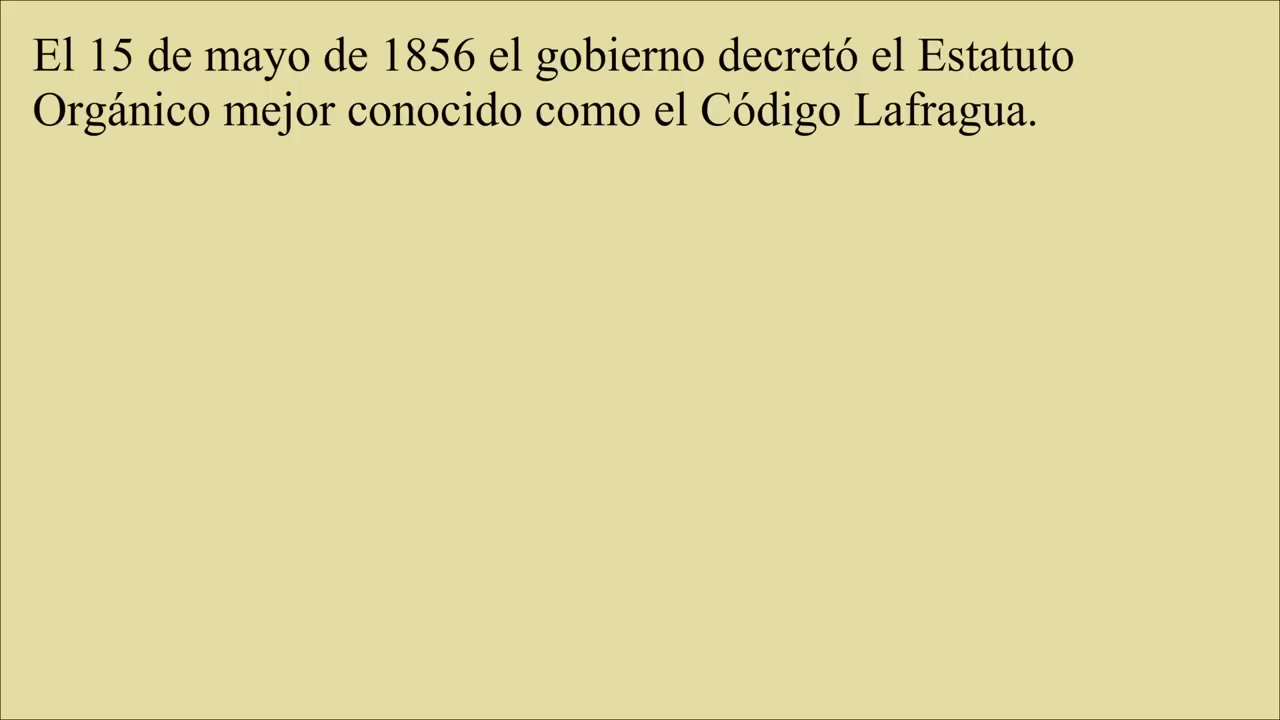 El 15 de mayo de 1856 el gobierno decretó el Estatuto
Orgánico mejor conocido como el Código Lafragua.